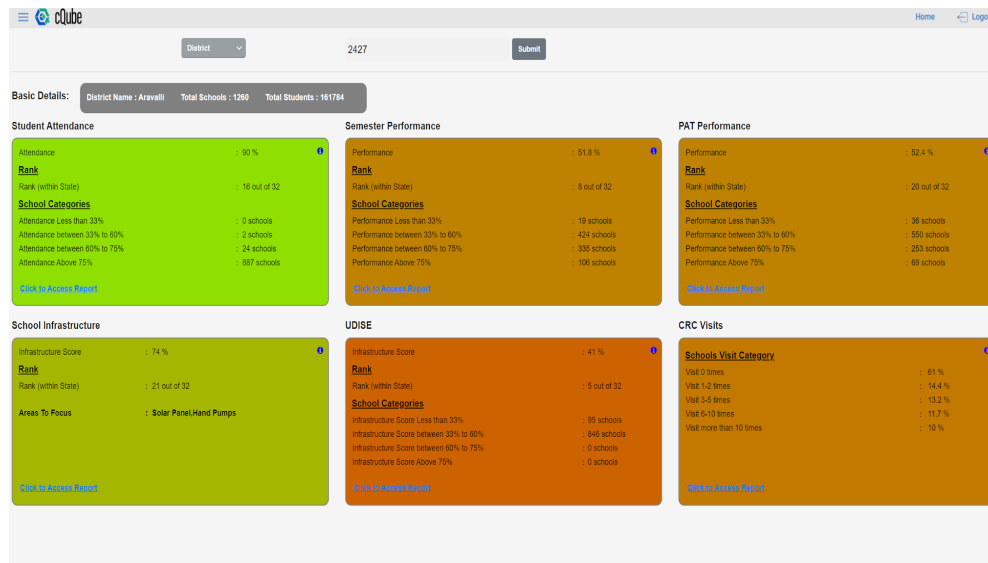 cQube
Home
Logo
District
2427
Submit
Basic Details:
District Name : Aravalli Total Schools : 1260 Total Students : 161784
Student Attendance
Attendance : 90 %
Rank
Rank (within State) : 16 out of 32
School Categories
Attendance Less than 33% : 0 schools
Attendance between 33% to 60% : 2 schools
Attendance between 60% to 75% : 24 schools
Attendance Above 75% : 887 schools
Click to Access Report
Semester Performance
Performance : 51.8 %
Rank
Rank (within State) : 8 out of 32
School Categories
Performance Less than 33% : 19 schools
Performance between 33% to 60% : 424 schools
Performance between 60% to 75% : 335 schools
Performance Above 75% : 106 schools
Click to Access Report
PAT Performance
Performance : 52.4 %
Rank
Rank (within State) : 20 out of 32
School Categories
Performance Less than 33% : 36 schools
Performance between 33% to 60% : 550 schools
Performance between 60% to 75% : 253 schools
Performance Above 75% : 69 schools
Click to Access Report
School Infrastructure
Infrastructure Score : 74 %
Rank
Rank (within State) : 21 out of 32
Areas To Focus : Solar Panel,Hand Pumps
Click to Access Report
UDISE
Infrastructure Score : 41 %
Rank
Rank (within State) : 5 out of 32
School Categories
Infrastructure Score Less than 33% : 95 schools
Infrastructure Score between 33% to 60% : 846 schools
Infrastructure Score between 60% to 75% : 0 schools
Infrastructure Score Above 75% : 0 schools
Click to Access Report
CRC Visits
Schools Visit Category
Visit 0 times : 61 %
Visit 1-2 times : 14.4 %
Visit 3-5 times : 13.2 %
Visit 6-10 times : 11.7 %
Visit more than 10 times : 10 %
Click to Access Report